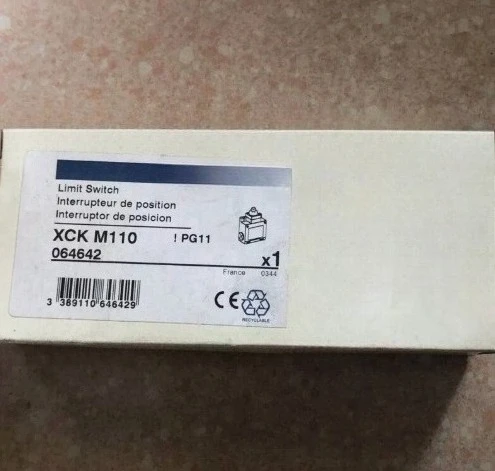 Limit Switch
Interrupteur de position
Interruptor de posicion
XCK M110 ! PG11
064642
x1
France 0344
3 389110 646429
CE
RECYCLABLE